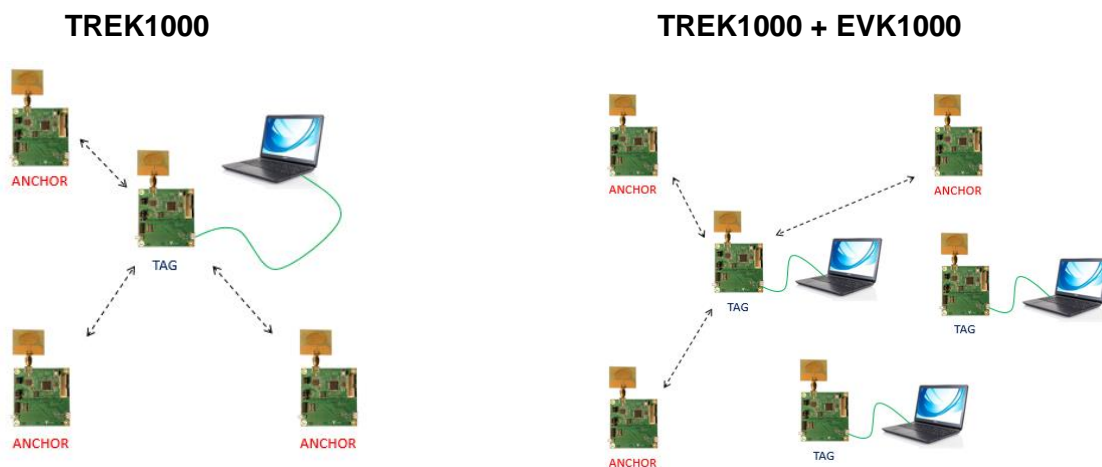 TREK1000
TREK1000 + EVK1000
ANCHOR
TAG
ANCHOR
ANCHOR
ANCHOR
ANCHOR
TAG
TAG
ANCHOR
TAG